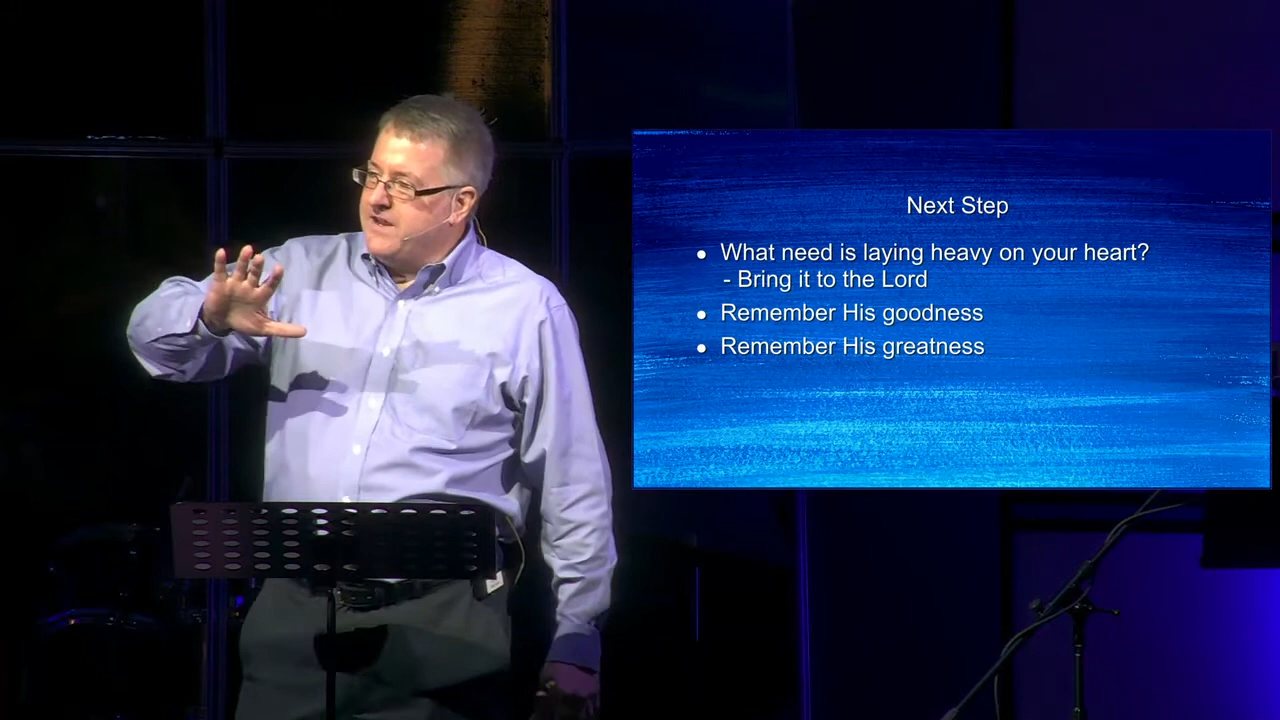 Next Step
● What need is laying heavy on your heart?
- Bring it to the Lord
● Remember His goodness
● Remember His greatness